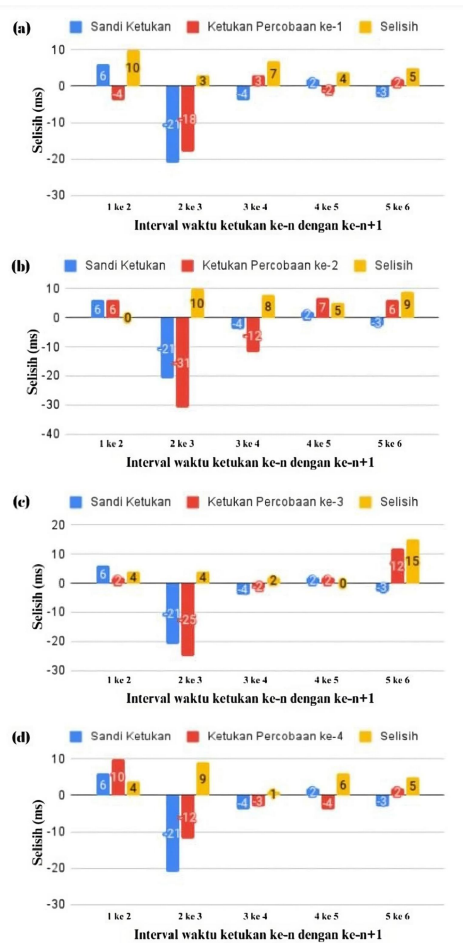 (a) Sandi Ketukan Ketukan Percobaan ke-1 Selisih
10
0
-10
-20
-30
Selisih (ms)
6 -4 10
-21 -18 3
-4 3 7
2 -2 4
-3 2 5
1 ke 2 2 ke 3 3 ke 4 4 ke 5 5 ke 6
Interval waktu ketukan ke-n dengan ke-n+1
(b) Sandi Ketukan Ketukan Percobaan ke-2 Selisih
10
0
-10
-20
-30
-40
Selisih (ms)
6 6 0
-21 -31 10
-4 -12 8
2 7 5
-3 6 9
1 ke 2 2 ke 3 3 ke 4 4 ke 5 5 ke 6
Interval waktu ketukan ke-n dengan ke-n+1
(c) Sandi Ketukan Ketukan Percobaan ke-3 Selisih
20
10
0
-10
-20
-30
Selisih (ms)
6 2 4
-21 -25 4
-4 -2 2
2 2 0
-3 12 15
1 ke 2 2 ke 3 3 ke 4 4 ke 5 5 ke 6
Interval waktu ketukan ke-n dengan ke-n+1
(d) Sandi Ketukan Ketukan Percobaan ke-4 Selisih
10
0
-10
-20
-30
Selisih (ms)
6 10 4
-21 -12 9
-4 -3 1
2 -4 6
-3 2 5
1 ke 2 2 ke 3 3 ke 4 4 ke 5 5 ke 6
Interval waktu ketukan ke-n dengan ke-n+1